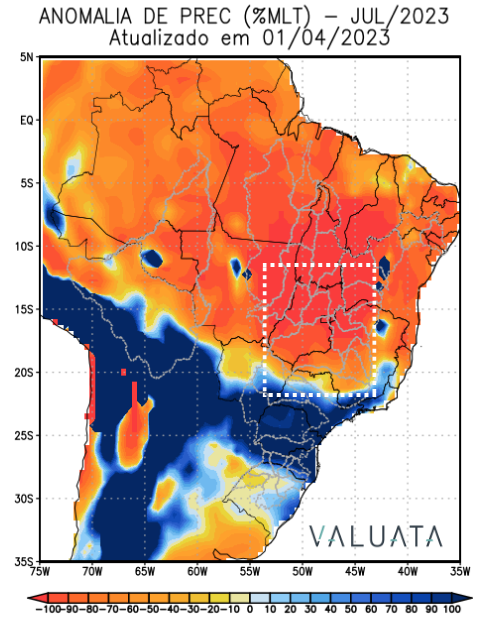 ANOMALIA DE PREC (%MLT) – JUL/2023
Atualizado em 01/04/2023
5N
EQ
5S
10S
15S
20S
25S
30S
35S
VALUATA
75W 70W 65W 60W 55W 50W 45W 40W 35W
-100 -90 -80 -70 -60 -50 -40 -30 -20 -10 0 10 20 30 40 50 60 70 80 90 100